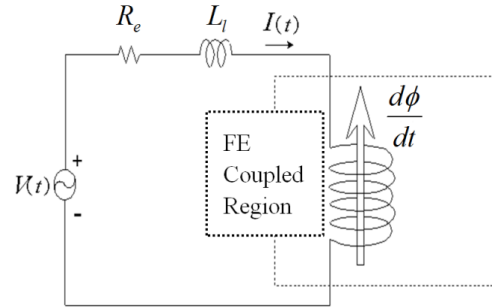 R_e L_l I(t)
dϕ/dt
FE
Coupled
Region
+
V(t)
-